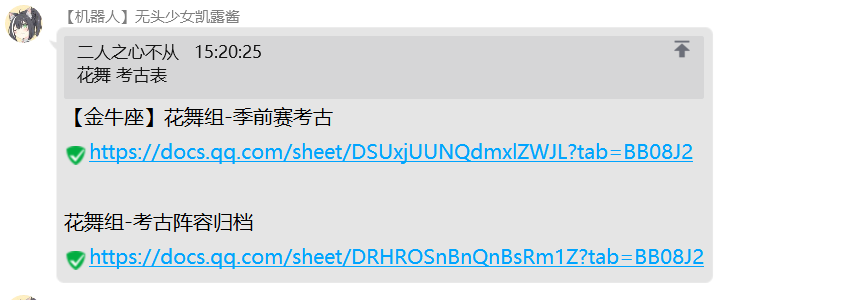 【机器人】无头少女凯露酱
二人之心不从 15:20:25
花舞 考古表
【金牛座】花舞组-季前赛考古
https://docs.qq.com/sheet/DSUxjUUNQdmxlZWJL?tab=BB08J2
花舞组-考古阵容归档
https://docs.qq.com/sheet/DRHROSnBnQnBsRm1Z?tab=BB08J2